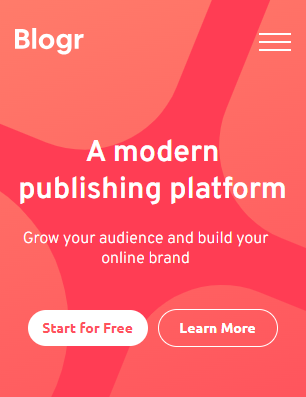 Blogr
A modern
publishing platform
Grow your audience and build your
online brand
Start for Free
Learn More